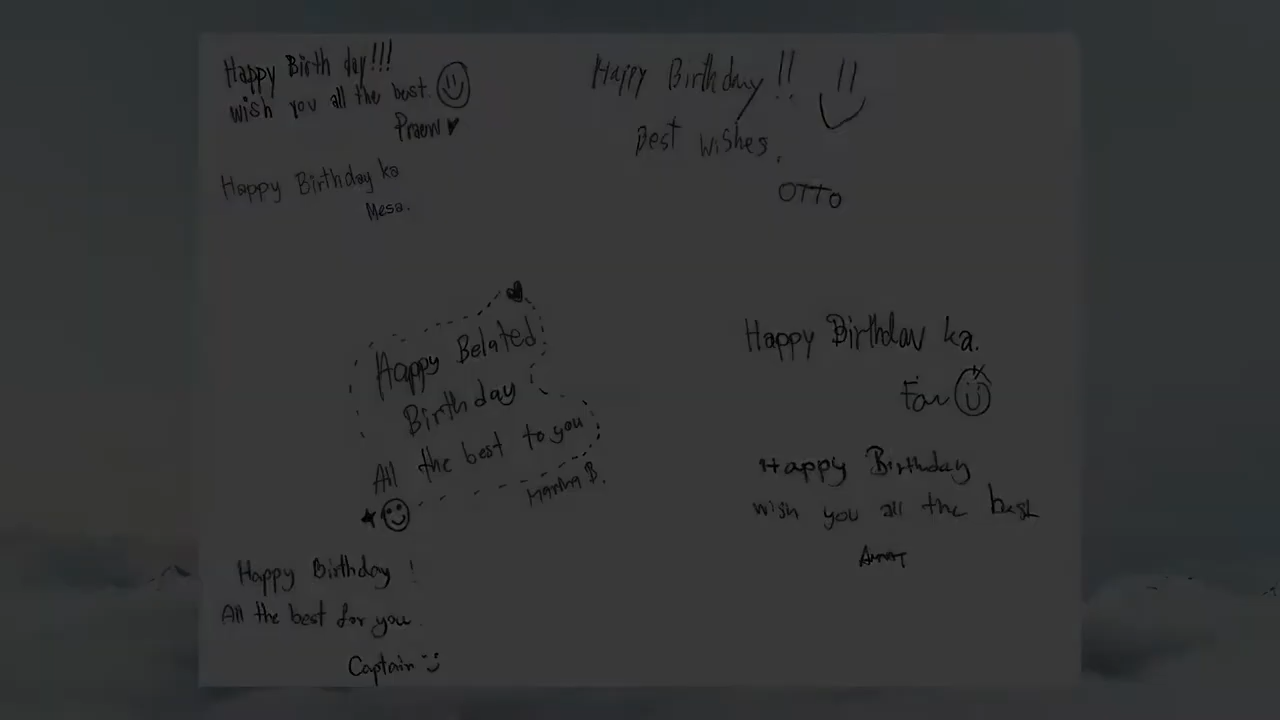 Happy Birth day!!!
wish you all the best.
Praew
Happy Birthday ka
Mesa.
Happy Birthday!!
Best wishes.
OTTO
Happy Belated
Birthday
All the best to you
B.
Happy Birthday ka.
Fan
Happy Birthday
wish you all the best
Happy Birthday !
All the best for you.
Captain